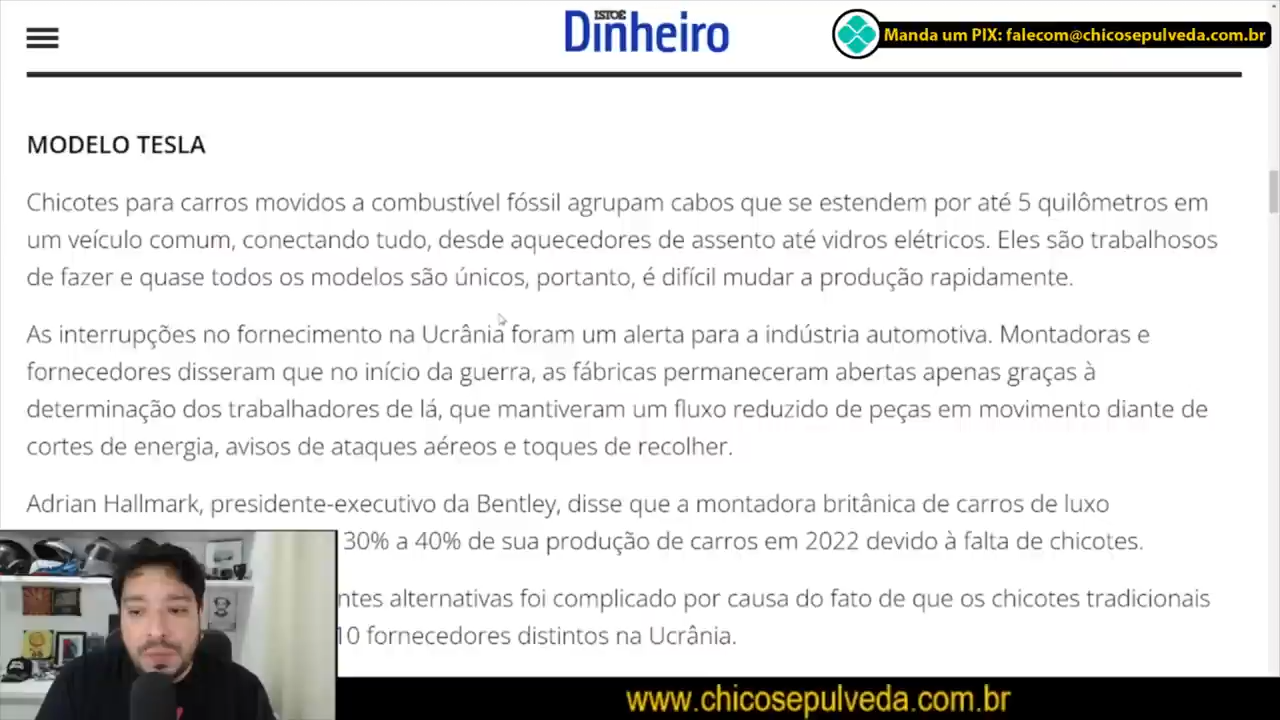 ISTOÉ
Dinheiro
Manda um PIX: falecom@chicosepulveda.com.br
MODELO TESLA
Chicotes para carros movidos a combustível fóssil agrupam cabos que se estendem por até 5 quilômetros em
um veículo comum, conectando tudo, desde aquecedores de assento até vidros elétricos. Eles são trabalhosos
de fazer e quase todos os modelos são únicos, portanto, é difícil mudar a produção rapidamente.
As interrupções no fornecimento na Ucrânia foram um alerta para a indústria automotiva. Montadoras e
fornecedores disseram que no início da guerra, as fábricas permaneceram abertas apenas graças à
determinação dos trabalhadores de lá, que mantiveram um fluxo reduzido de peças em movimento diante de
cortes de energia, avisos de ataques aéreos e toques de recolher.
Adrian Hallmark, presidente-executivo da Bentley, disse que a montadora britânica de carros de luxo
30% a 40% de sua produção de carros em 2022 devido à falta de chicotes.
ntes alternativas foi complicado por causa do fato de que os chicotes tradicionais
10 fornecedores distintos na Ucrânia.
www.chicosepulveda.com.br